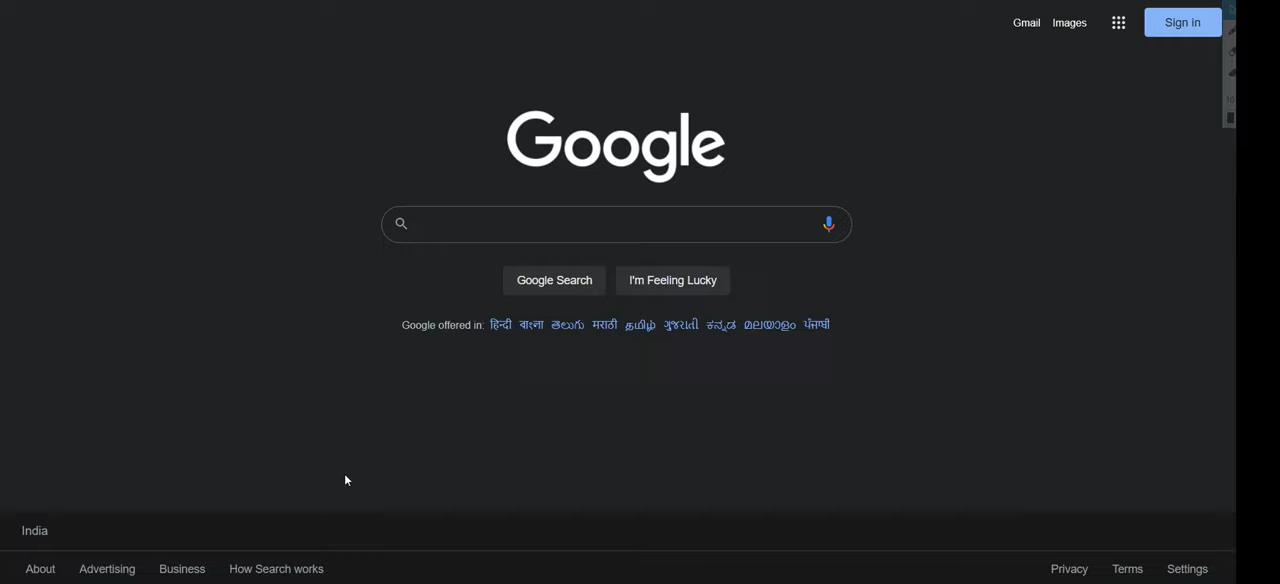 Gmail Images Sign in
Google
Google Search I'm Feeling Lucky
Google offered in: हिन्दी বাংলা తెలుగు मराठी தமிழ் ગુજરાતી ಕನ್ನಡ മലയാളം ਪੰਜਾਬੀ
India
About Advertising Business How Search works Privacy Terms Settings